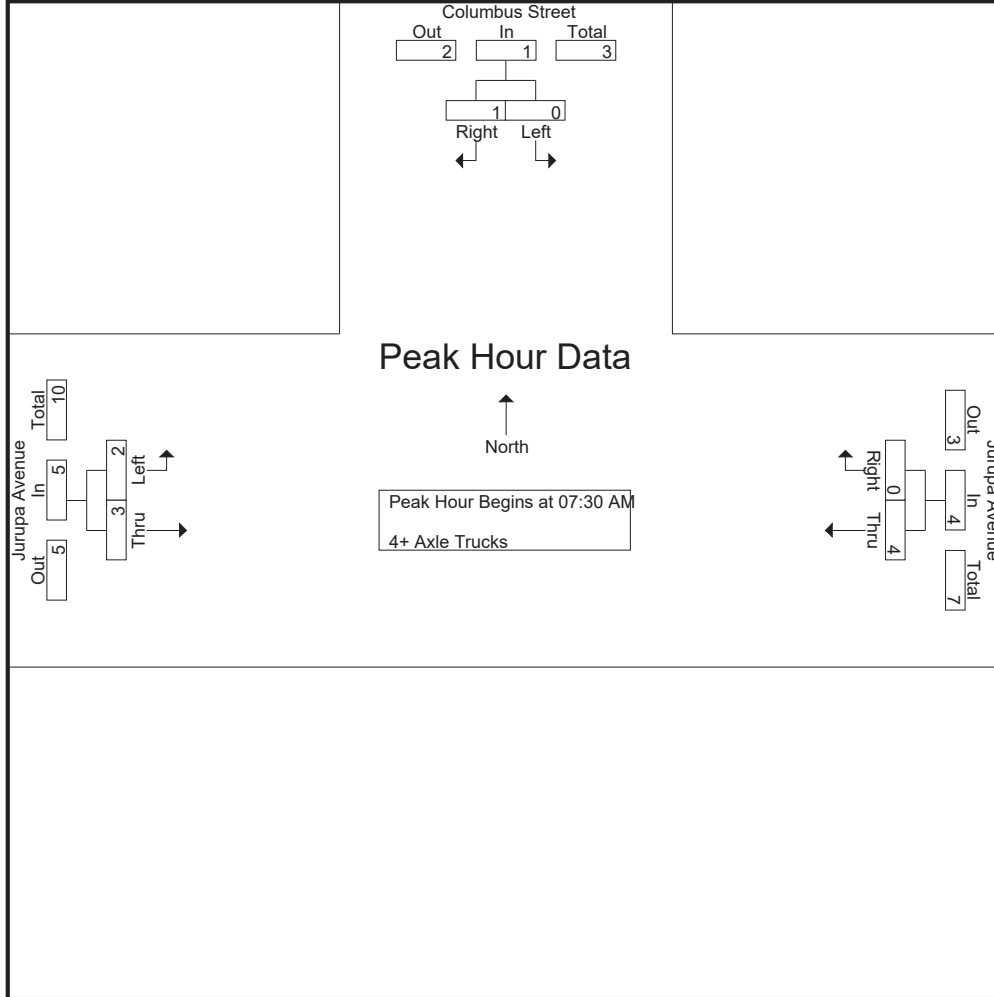 Columbus Street
Out In Total
2 1 3
1 0
Right Left
Peak Hour Data
North
Peak Hour Begins at 07:30 AM
4+ Axle Trucks
Jurupa Avenue
Total In Out
10 5 5
2 3
Left Thru
Jurupa Avenue
Out In Total
3 4 7
0 4
Right Thru